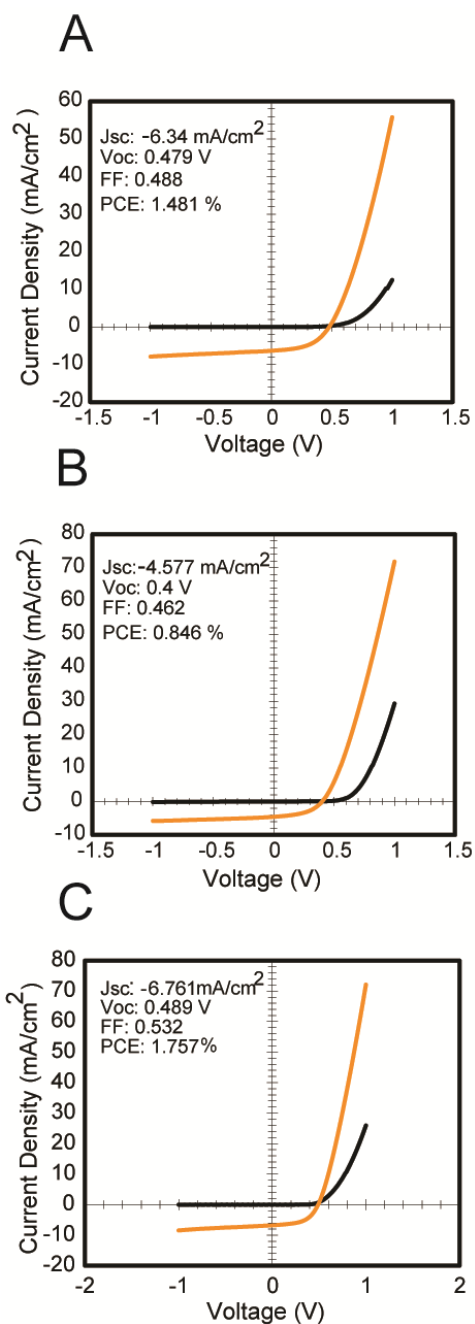 A
Current Density (mA/cm²)
60
50
40
30
20
10
0
-10
-20
Jsc: -6.34 mA/cm²
Voc: 0.479 V
FF: 0.488
PCE: 1.481 %
-1.5 -1 -0.5 0 0.5 1 1.5
Voltage (V)
B
Current Density (mA/cm²)
80
70
60
50
40
30
20
10
0
-10
Jsc:-4.577 mA/cm²
Voc: 0.4 V
FF: 0.462
PCE: 0.846 %
-1.5 -1 -0.5 0 0.5 1 1.5
Voltage (V)
C
Current Density (mA/cm²)
80
70
60
50
40
30
20
10
0
-10
-20
Jsc: -6.761mA/cm²
Voc: 0.489 V
FF: 0.532
PCE: 1.757%
-2 -1 0 1 2
Voltage (V)